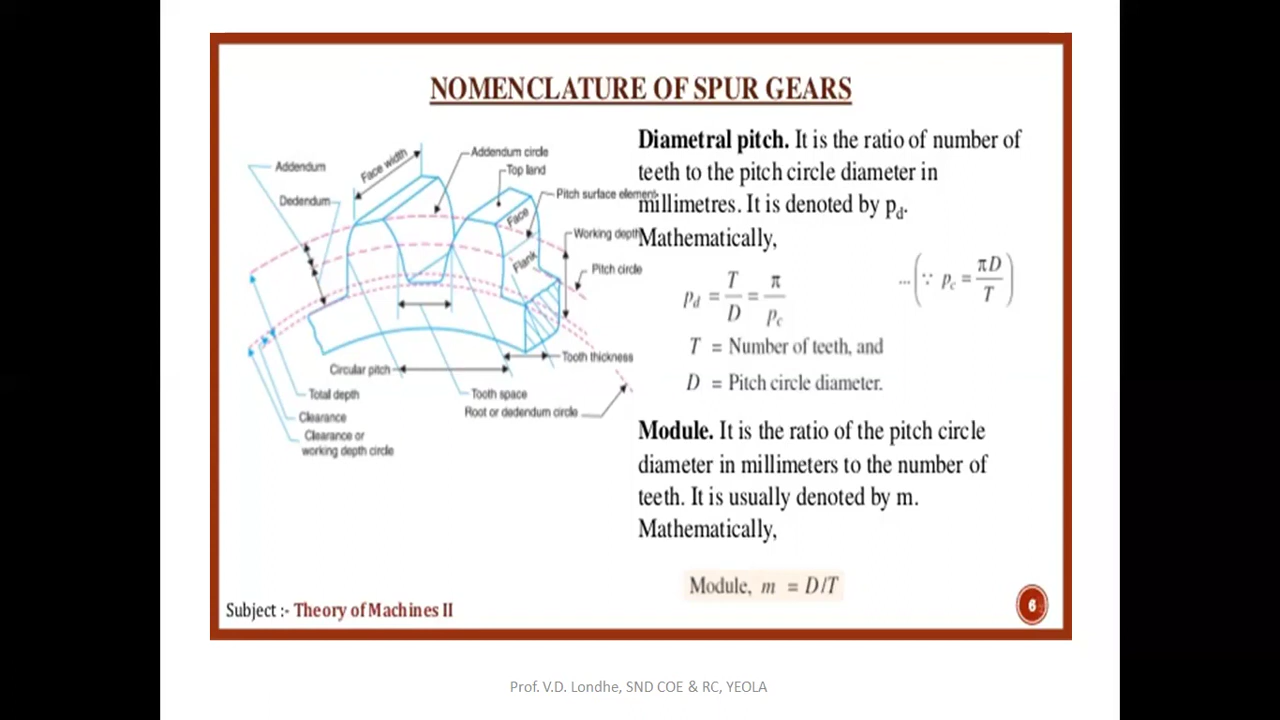 NOMENCLATURE OF SPUR GEARS
Addendum
Dedendum
Face width
Addendum circle
Top land
Pitch surface element
Face
Working depth
Flank
Pitch circle
Tooth thickness
Circular pitch
Total depth
Tooth space
Root or dedendum circle
Clearance
Clearance or
working depth circle
Diametral pitch. It is the ratio of number of
teeth to the pitch circle diameter in
millimetres. It is denoted by p_d.
Mathematically,
p_d = T/D = π/p_c ...(∵ p_c = πD/T)
T = Number of teeth, and
D = Pitch circle diameter.
Module. It is the ratio of the pitch circle
diameter in millimeters to the number of
teeth. It is usually denoted by m.
Mathematically,
Module, m = D/T
Subject :- Theory of Machines II
6
Prof. V.D. Londhe, SND COE & RC, YEOLA